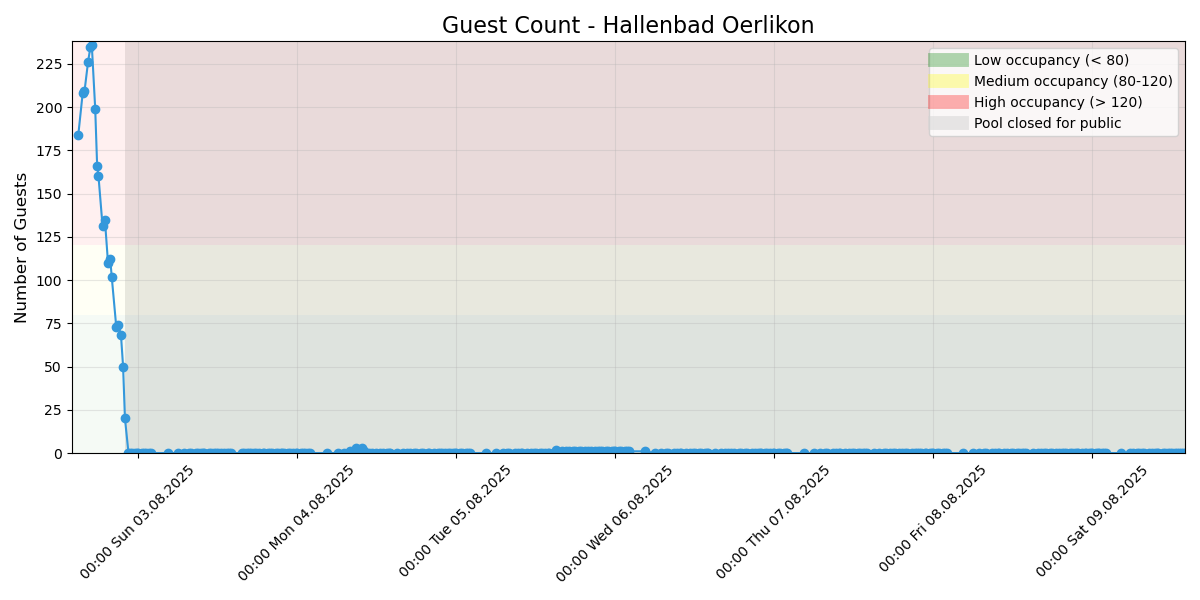 Guest Count - Hallenbad Oerlikon
Low occupancy (< 80)
Medium occupancy (80-120)
High occupancy (> 120)
Pool closed for public
Number of Guests
225
200
175
150
125
100
75
50
25
0
00:00 Sun 03.08.2025
00:00 Mon 04.08.2025
00:00 Tue 05.08.2025
00:00 Wed 06.08.2025
00:00 Thu 07.08.2025
00:00 Fri 08.08.2025
00:00 Sat 09.08.2025